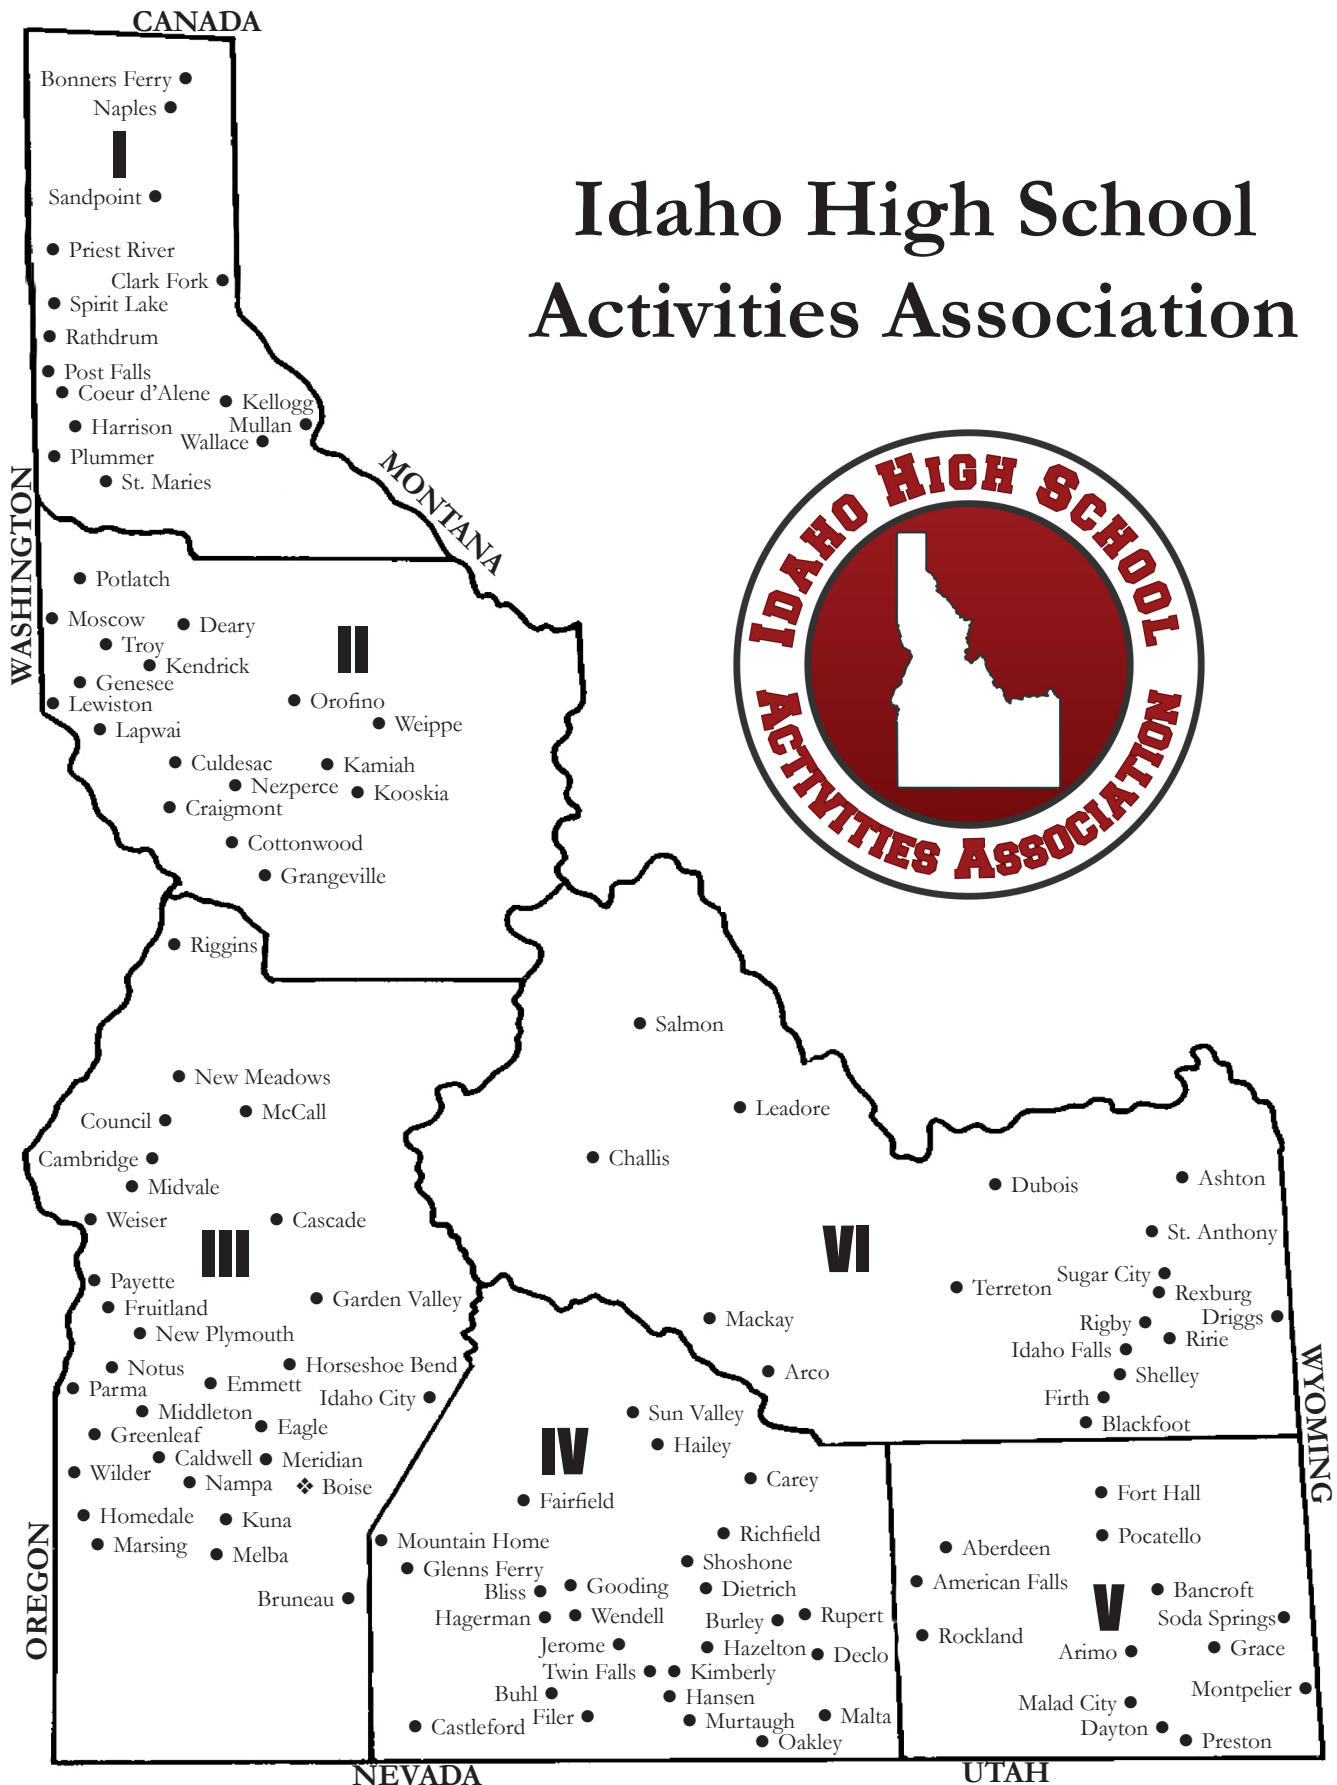 CANADA
Bonners Ferry
Naples
I
Sandpoint
Idaho High School
Activities Association
Priest River
Clark Fork
Spirit Lake
Rathdrum
Post Falls
Coeur d'Alene
Kellogg
Harrison
Mullan
Wallace
Plummer
St. Maries
MONTANA
WASHINGTON
IDAHO HIGH SCHOOL
ACTIVITIES ASSOCIATION
Potlatch
Moscow
Deary
II
Troy
Kendrick
Genesee
Lewiston
Orofino
Weippe
Lapwai
Culdesac
Kamiah
Nezperce
Kooskia
Craigmont
Cottonwood
Grangeville
Riggins
Salmon
New Meadows
McCall
Council
Leadore
Cambridge
Challis
Midvale
Dubois
Ashton
Weiser
Cascade
St. Anthony
III
VI
Payette
Sugar City
Terreton
Rexburg
Fruitland
Garden Valley
Driggs
Mackay
Rigby
New Plymouth
Ririe
Idaho Falls
Notus
Horseshoe Bend
Arco
Shelley
Parma
Emmett
Idaho City
Firth
WYOMING
Middleton
Sun Valley
Blackfoot
Greenleaf
Eagle
IV
Hailey
Caldwell
Meridian
Wilder
Nampa
Boise
Carey
Fort Hall
Fairfield
Homedale
Kuna
Richfield
Pocatello
Marsing
Melba
Mountain Home
Aberdeen
Shoshone
Glenns Ferry
American Falls
Bliss
Gooding
Dietrich
Bancroft
Bruneau
V
OREGON
Hagerman
Wendell
Burley
Rupert
Soda Springs
Rockland
Jerome
Hazelton
Declo
Arimo
Grace
Twin Falls
Kimberly
Buhl
Hansen
Montpelier
Malad City
Castleford
Filer
Murtaugh
Malta
Dayton
Oakley
Preston
NEVADA
UTAH